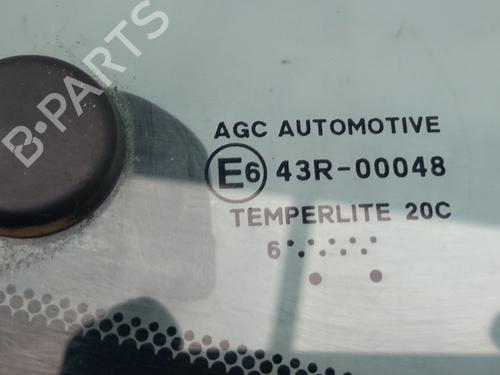 B-PARTS
AGC AUTOMOTIVE
E6 43R-00048
TEMPERLITE 20C
6